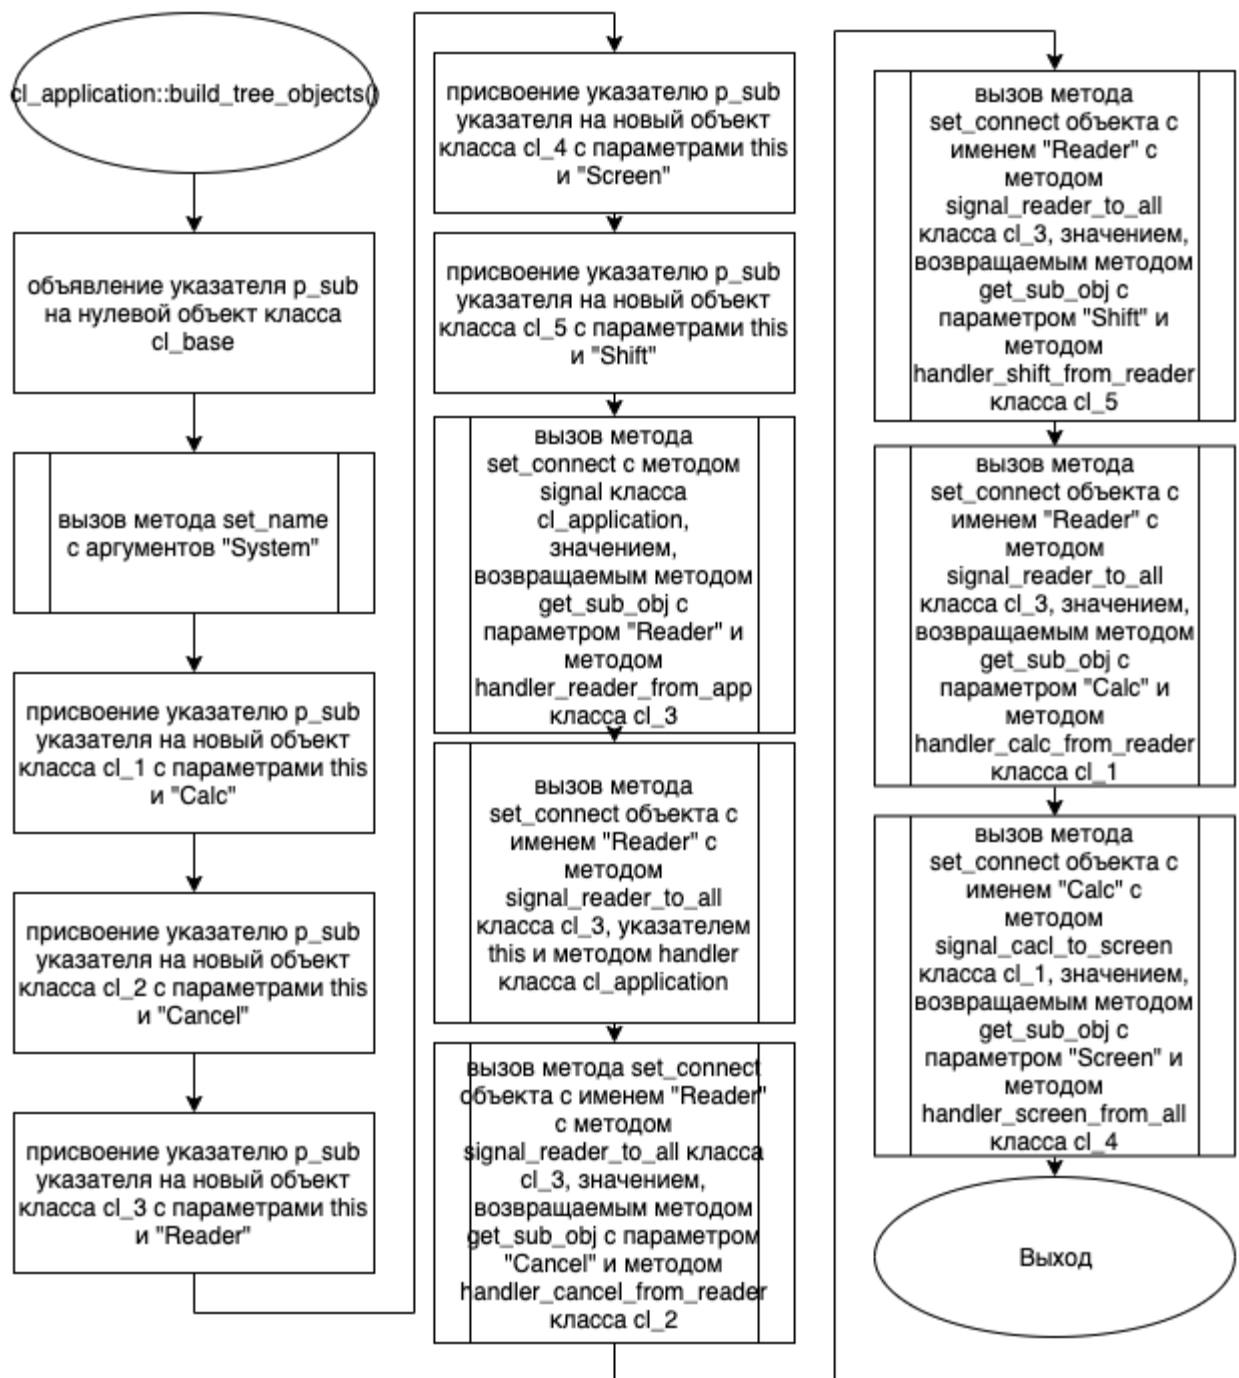 cl_application::build_tree_objects()
объявление указателя p_sub
на нулевой объект класса
cl_base
вызов метода set_name
с аргументов "System"
присвоение указателю p_sub
указателя на новый объект
класса cl_1 с параметрами this
и "Calc"
присвоение указателю p_sub
указателя на новый объект
класса cl_2 с параметрами this
и "Cancel"
присвоение указателю p_sub
указателя на новый объект
класса cl_3 с параметрами this
и "Reader"
присвоение указателю p_sub
указателя на новый объект
класса cl_4 с параметрами this
и "Screen"
присвоение указателю p_sub
указателя на новый объект
класса cl_5 с параметрами this
и "Shift"
вызов метода
set_connect с методом
signal класса
cl_application,
значением,
возвращаемым методом
get_sub_obj с
параметром "Reader" и
методом
handler_reader_from_app
класса cl_3
вызов метода
set_connect объекта с
именем "Reader" с
методом
signal_reader_to_all
класса cl_3, указателем
this и методом handler
класса cl_application
вызов метода set_connect
объекта с именем "Reader"
с методом
signal_reader_to_all класса
cl_3, значением,
возвращаемым методом
get_sub_obj с параметром
"Cancel" и методом
handler_cancel_from_reader
класса cl_2
вызов метода
set_connect объекта с
именем "Reader" с
методом
signal_reader_to_all
класса cl_3, значением,
возвращаемым методом
get_sub_obj с
параметром "Shift" и
методом
handler_shift_from_reader
класса cl_5
вызов метода
set_connect объекта с
именем "Reader" с
методом
signal_reader_to_all
класса cl_3, значением,
возвращаемым методом
get_sub_obj с
параметром "Calc" и
методом
handler_calc_from_reader
класса cl_1
вызов метода
set_connect объекта с
именем "Calc" с
методом
signal_cacl_to_screen
класса cl_1, значением,
возвращаемым методом
get_sub_obj с
параметром "Screen" и
методом
handler_screen_from_all
класса cl_4
Выход